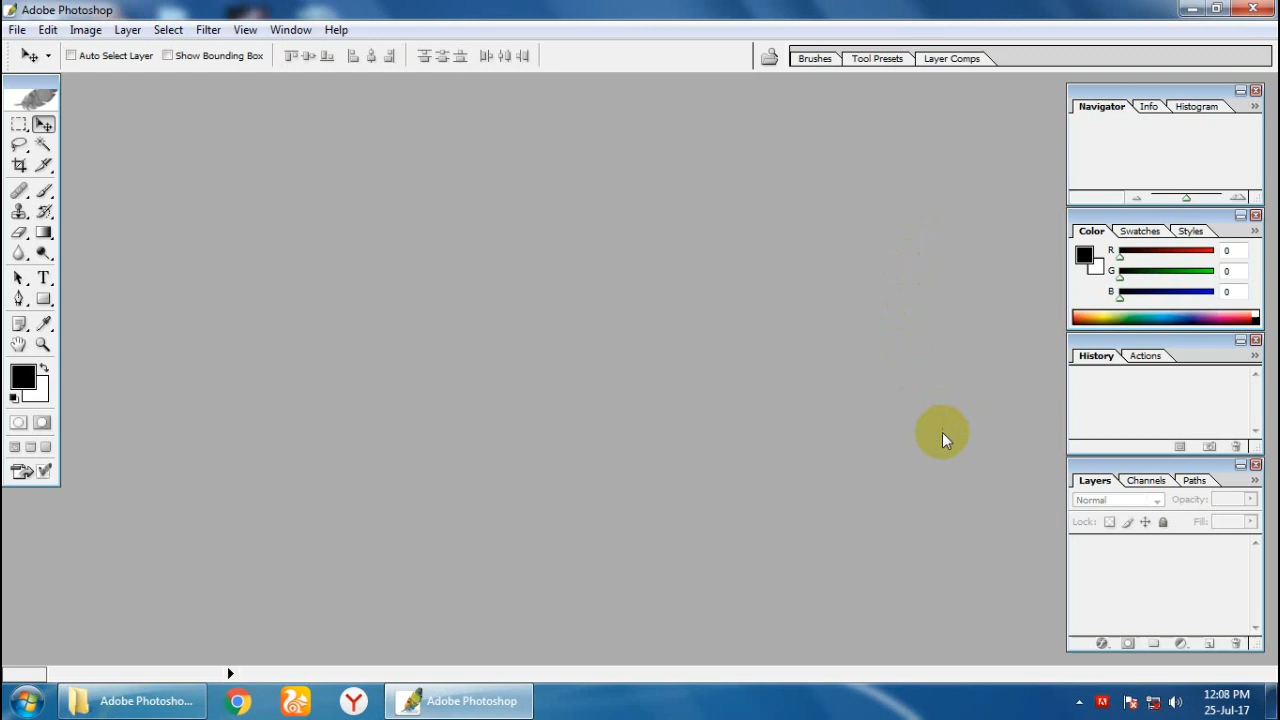 Adobe Photoshop
File Edit Image Layer Select Filter View Window Help
Auto Select Layer Show Bounding Box Brushes Tool Presets Layer Comps
Navigator Info Histogram
Color Swatches Styles
R 0
G 0
B 0
History Actions
Layers Channels Paths
Normal Opacity:
Lock: Fill:
Adobe Photosho... Adobe Photoshop
12:08 PM
25-Jul-17